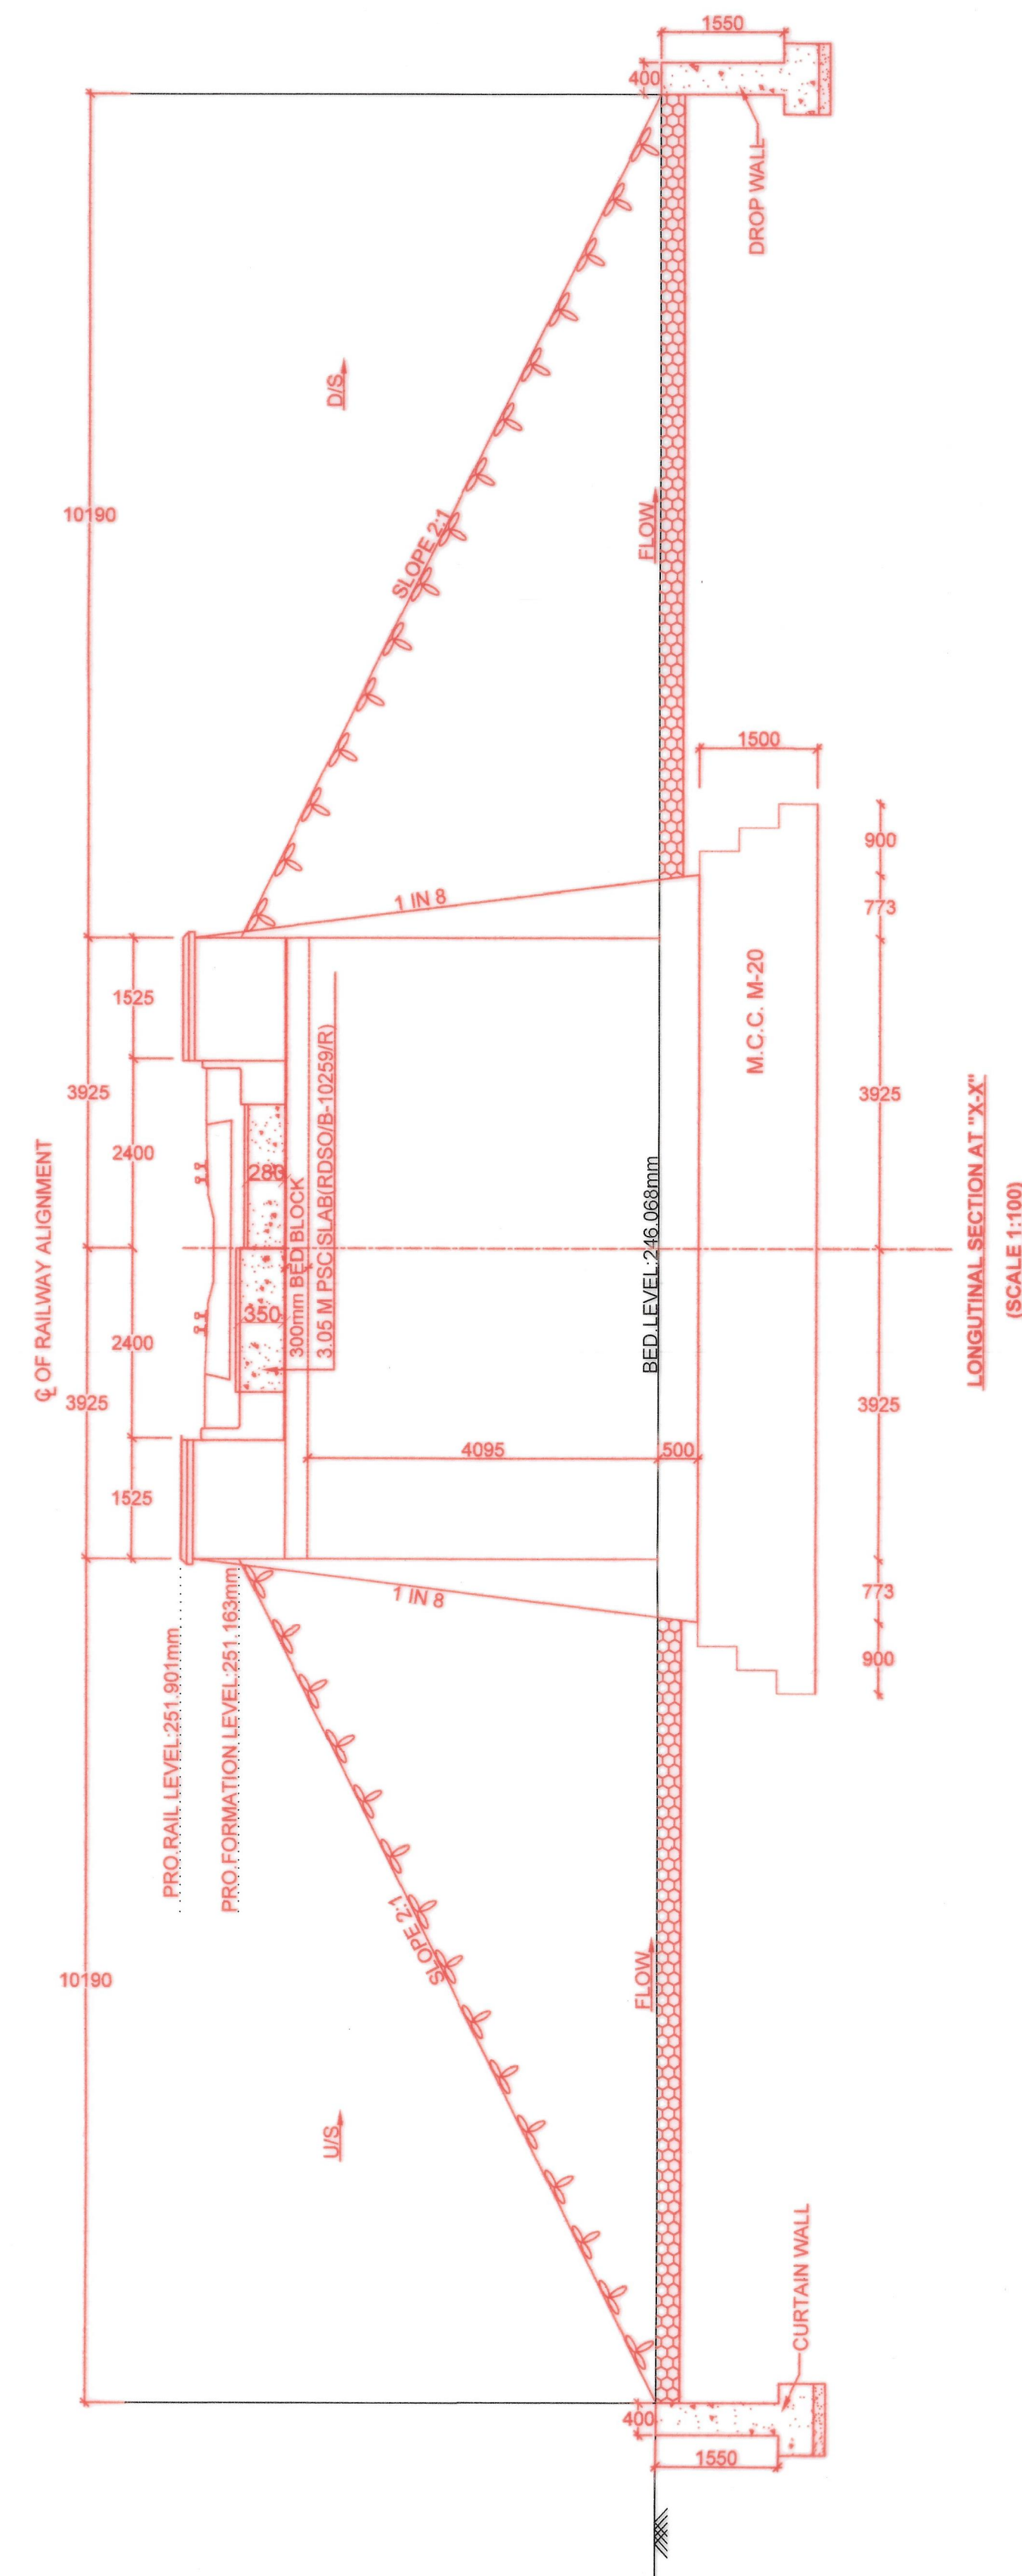 ℄ OF RAILWAY ALIGNMENT
10190
3925
3925
10190
1525
2400
2400
1525
PRO.RAIL LEVEL:251.901mm
PRO.FORMATION LEVEL:251.163mm
350
280
300mm BED BLOCK
3.05 M PSC SLAB(RDSO/B-10259/R)
U/S
D/S
SLOPE 2:1
SLOPE 2:1
1 IN 8
1 IN 8
4095
500
BED.LEVEL:246.068mm
FLOW
FLOW
400
1550
CURTAIN WALL
400
1550
DROP WALL
M.C.C. M-20
1500
900
773
3925
3925
773
900
LONGUTINAL SECTION AT "X-X"
(SCALE 1:100)